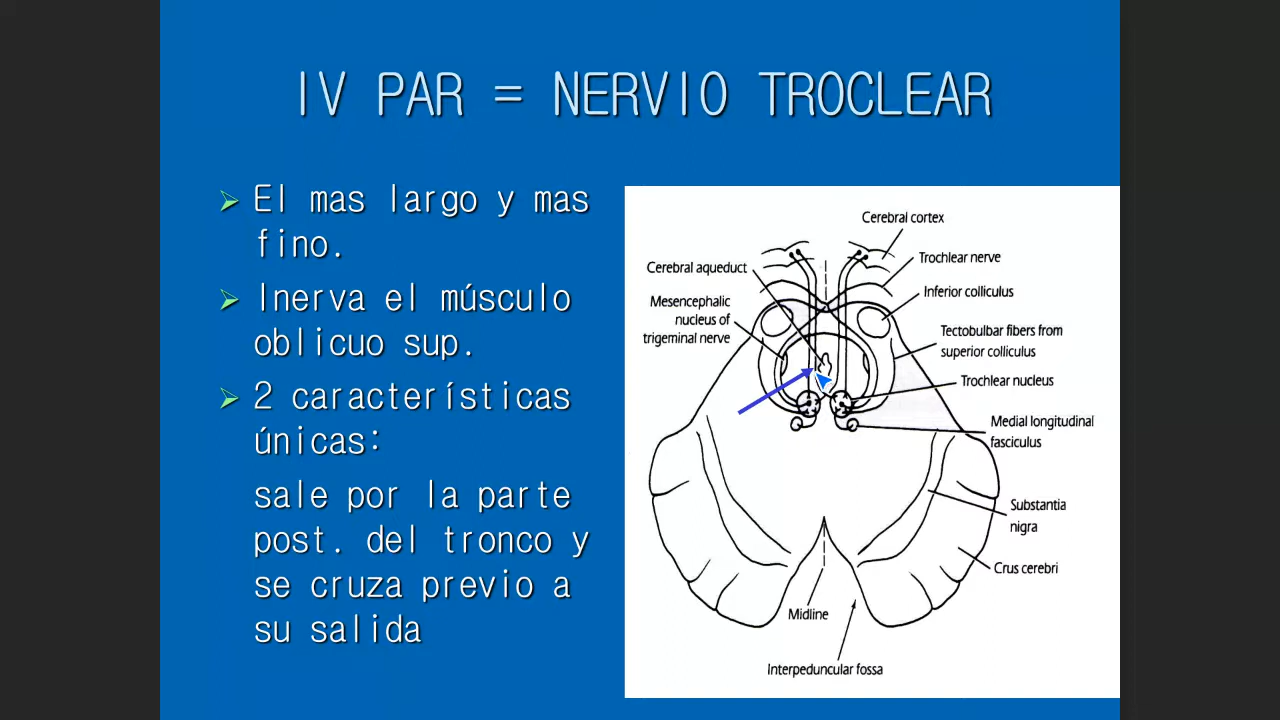 IV PAR = NERVIO TROCLEAR
El mas largo y mas
fino.
Inerva el músculo
oblicuo sup.
2 características
únicas:
sale por la parte
post. del tronco y
se cruza previo a
su salida
Cerebral cortex
Cerebral aqueduct
Trochlear nerve
Mesencephalic
nucleus of
trigeminal nerve
Inferior colliculus
Tectobulbar fibers from
superior colliculus
Trochlear nucleus
Medial longitudinal
fasciculus
Substantia
nigra
Crus cerebri
Midline
Interpeduncular fossa